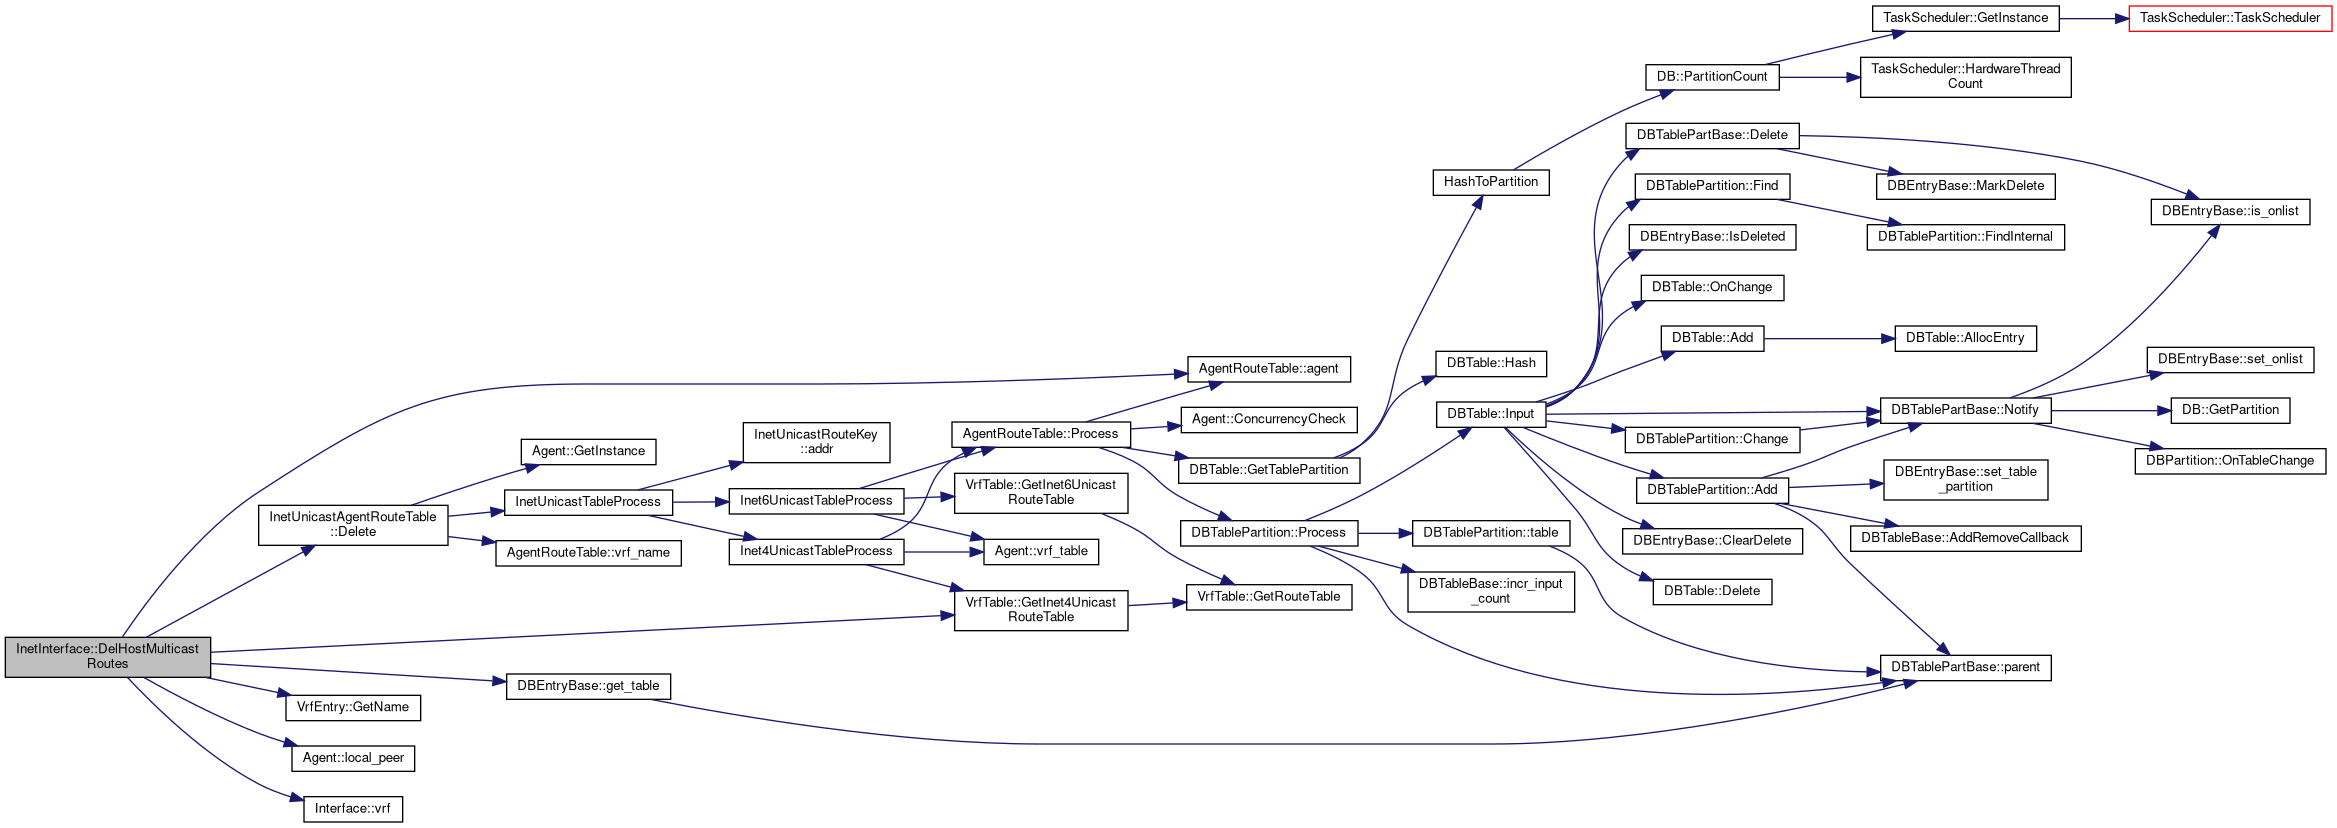 InetInterface::DelHostMulticast
Routes
InetUnicastAgentRouteTable
::Delete
VrfEntry::GetName
Agent::local_peer
Interface::vrf
Agent::GetInstance
InetUnicastTableProcess
AgentRouteTable::vrf_name
DBEntryBase::get_table
InetUnicastRouteKey
::addr
Inet6UnicastTableProcess
Inet4UnicastTableProcess
AgentRouteTable::Process
VrfTable::GetInet6Unicast
RouteTable
Agent::vrf_table
VrfTable::GetInet4Unicast
RouteTable
AgentRouteTable::agent
Agent::ConcurrencyCheck
DBTable::GetTablePartition
DBTablePartition::Process
VrfTable::GetRouteTable
HashToPartition
DBTable::Hash
DBTable::Input
DBTablePartition::table
DBTableBase::incr_input
_count
DB::PartitionCount
DBTablePartBase::Delete
DBTablePartition::Find
DBEntryBase::IsDeleted
DBTable::OnChange
DBTable::Add
DBTablePartition::Change
DBTablePartition::Add
DBEntryBase::ClearDelete
DBTable::Delete
TaskScheduler::GetInstance
TaskScheduler::HardwareThread
Count
DBEntryBase::MarkDelete
DBTablePartition::FindInternal
DBTable::AllocEntry
DBTablePartBase::Notify
DBEntryBase::set_table
_partition
DBTableBase::AddRemoveCallback
DBTablePartBase::parent
TaskScheduler::TaskScheduler
DBEntryBase::is_onlist
DBEntryBase::set_onlist
DB::GetPartition
DBPartition::OnTableChange